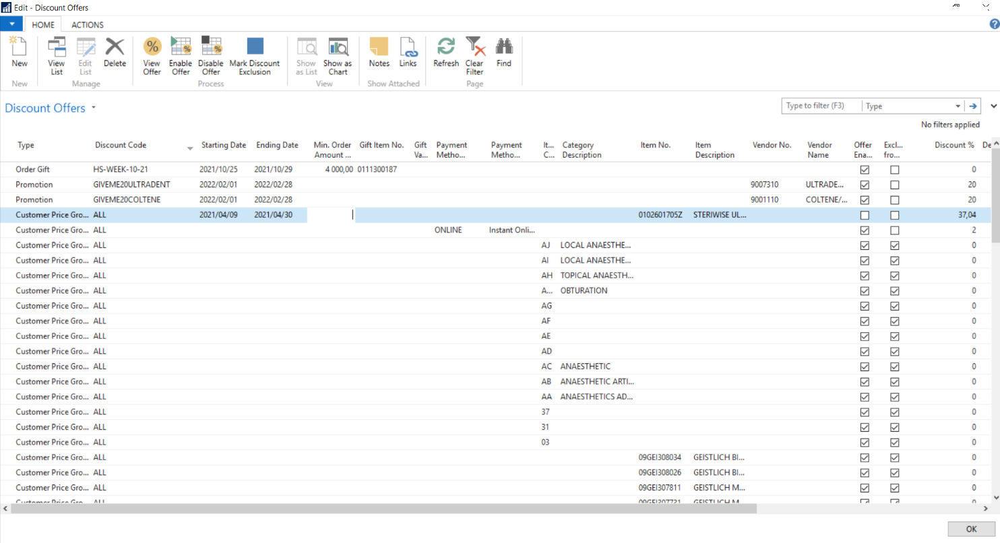 Edit - Discount Offers
HOME ACTIONS
New View List Edit List Delete View Offer Enable Offer Disable Offer Mark Discount Exclusion Show as List Show as Chart Notes Links Refresh Clear Filter Find
New Manage Process View Show Attached Page
Discount Offers
Type to filter (F3) Type
No filters applied
Type Discount Code Starting Date Ending Date Min. Order Amount ... Gift Item No. Gift Va... Payment Metho... Payment Metho... It... C... Category Description Item No. Item Description Vendor No. Vendor Name Offer Ena... Excl... fro... Discount % De
Order Gift HS-WEEK-10-21 2021/10/25 2021/10/29 4 000,00 0111300187 0
Promotion GIVEME20ULTRADENT 2022/02/01 2022/02/28 9007310 ULTRADE... 20
Promotion GIVEME20COLTENE 2022/02/01 2022/02/28 9001110 COLTENE/... 20
Customer Price Gro... ALL 2021/04/09 2021/04/30 0102601705Z STERIWISE UL... 37,04
Customer Price Gro... ALL ONLINE Instant Onli... 2
Customer Price Gro... ALL AJ LOCAL ANAESTHE... 0
Customer Price Gro... ALL AI LOCAL ANAESTHE... 0
Customer Price Gro... ALL AH TOPICAL ANAESTH... 0
Customer Price Gro... ALL A... OBTURATION 0
Customer Price Gro... ALL AG 0
Customer Price Gro... ALL AF 0
Customer Price Gro... ALL AE 0
Customer Price Gro... ALL AD 0
Customer Price Gro... ALL AC ANAESTHETIC 0
Customer Price Gro... ALL AB ANAESTHETIC ARTI... 0
Customer Price Gro... ALL AA ANAESTHETICS AD... 0
Customer Price Gro... ALL 37 0
Customer Price Gro... ALL 31 0
Customer Price Gro... ALL 03 0
Customer Price Gro... ALL 09GEI308034 GEISTLICH BI... 0
Customer Price Gro... ALL 09GEI308026 GEISTLICH BI... 0
Customer Price Gro... ALL 09GEI307811 GEISTLICH M... 0
Customer Price Gro... ALL 09GEI307731 GEISTLICH M... 0
OK